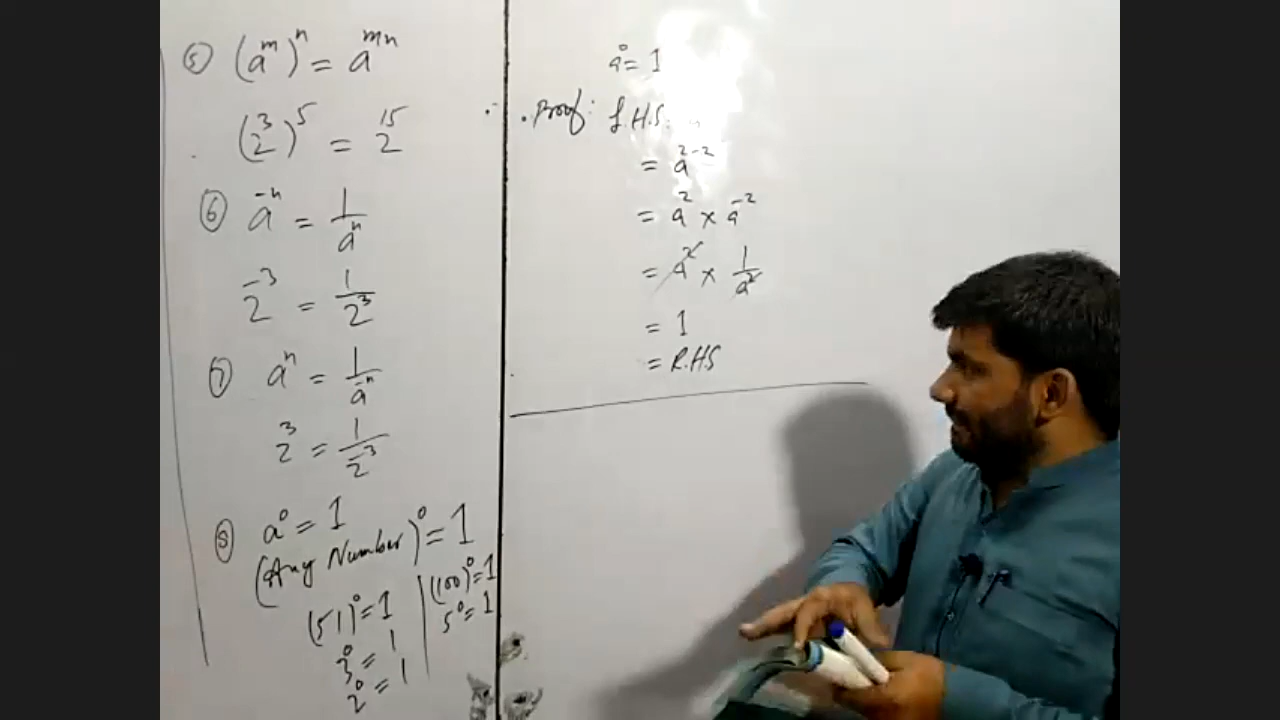 ⑤ (a^m)^n = a^mn
(2^3)^5 = 2^15
⑥ a^-n = 1/a^n
2^-3 = 1/2^3
⑦ a^n = 1/a^-n
2^3 = 1/2^-3
⑧ a^0 = 1
(Any Number)^0 = 1
(51)^0 = 1
3^0 = 1
2^0 = 1
(100)^0 = 1
5^0 = 1
a^0 = 1
Proof: L.H.S:
= a^2-2
= a^2 × a^-2
= a^2 × 1/a^2
= 1
= R.H.S